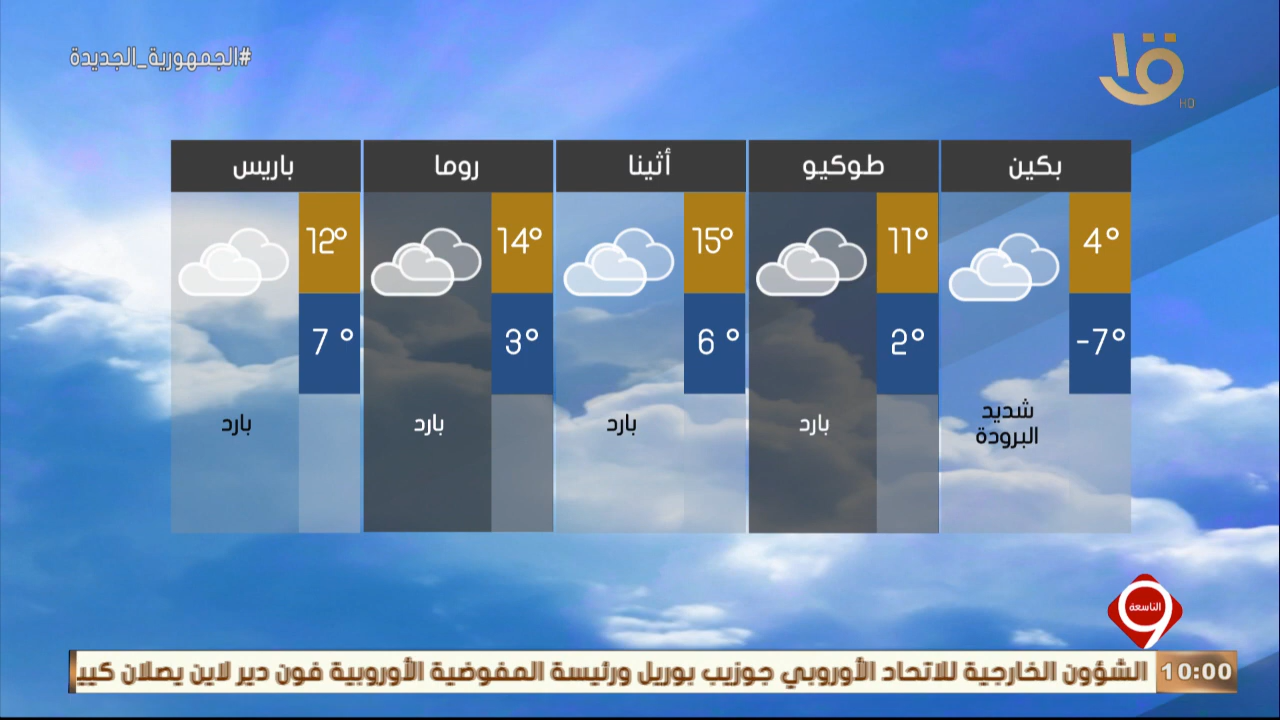 #الجمهورية_الجديدة
HD
بكين
4°
-7°
شديد
البرودة
طوكيو
11°
2°
بارد
أثينا
15°
6°
بارد
روما
14°
3°
بارد
باريس
12°
7°
بارد
التاسعة
9
10:00
الشؤون الخارجية للاتحاد الأوروبي جوزيب بوريل ورئيسة المفوضية الأوروبية فون دير لاين يصلان كيي